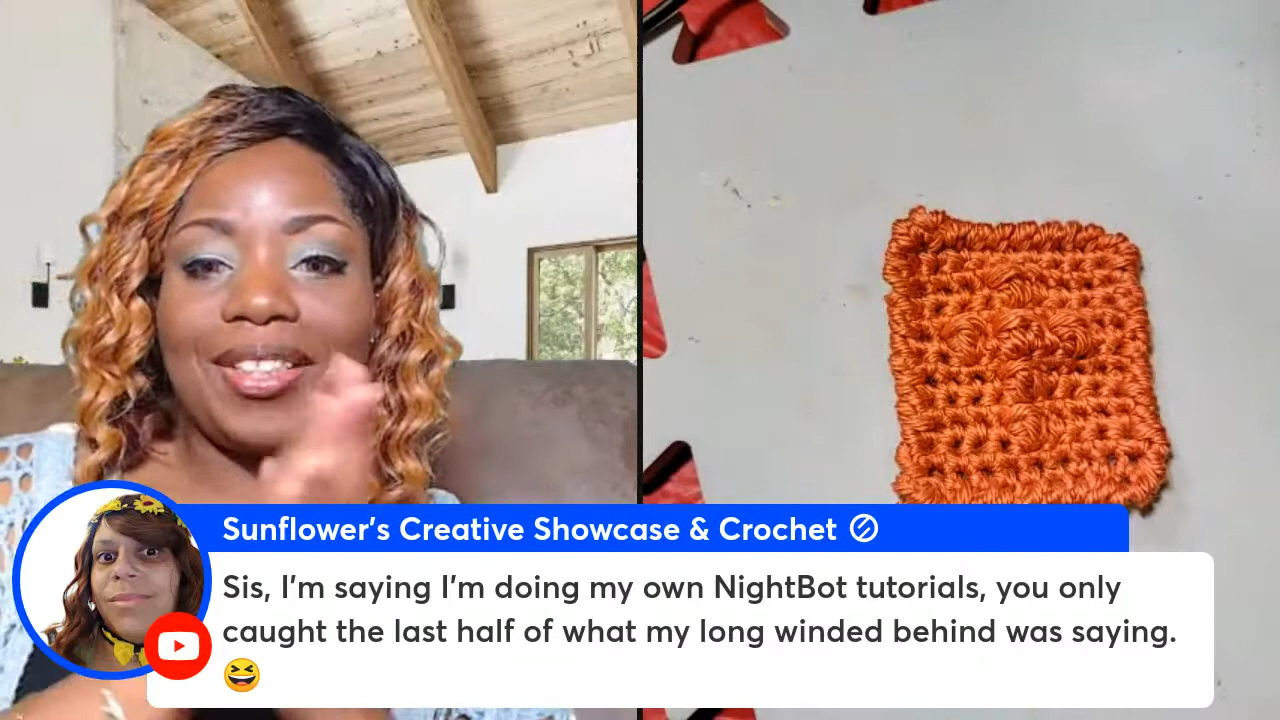 Sunflower's Creative Showcase & Crochet
Sis, I'm saying I'm doing my own NightBot tutorials, you only
caught the last half of what my long winded behind was saying.
😆